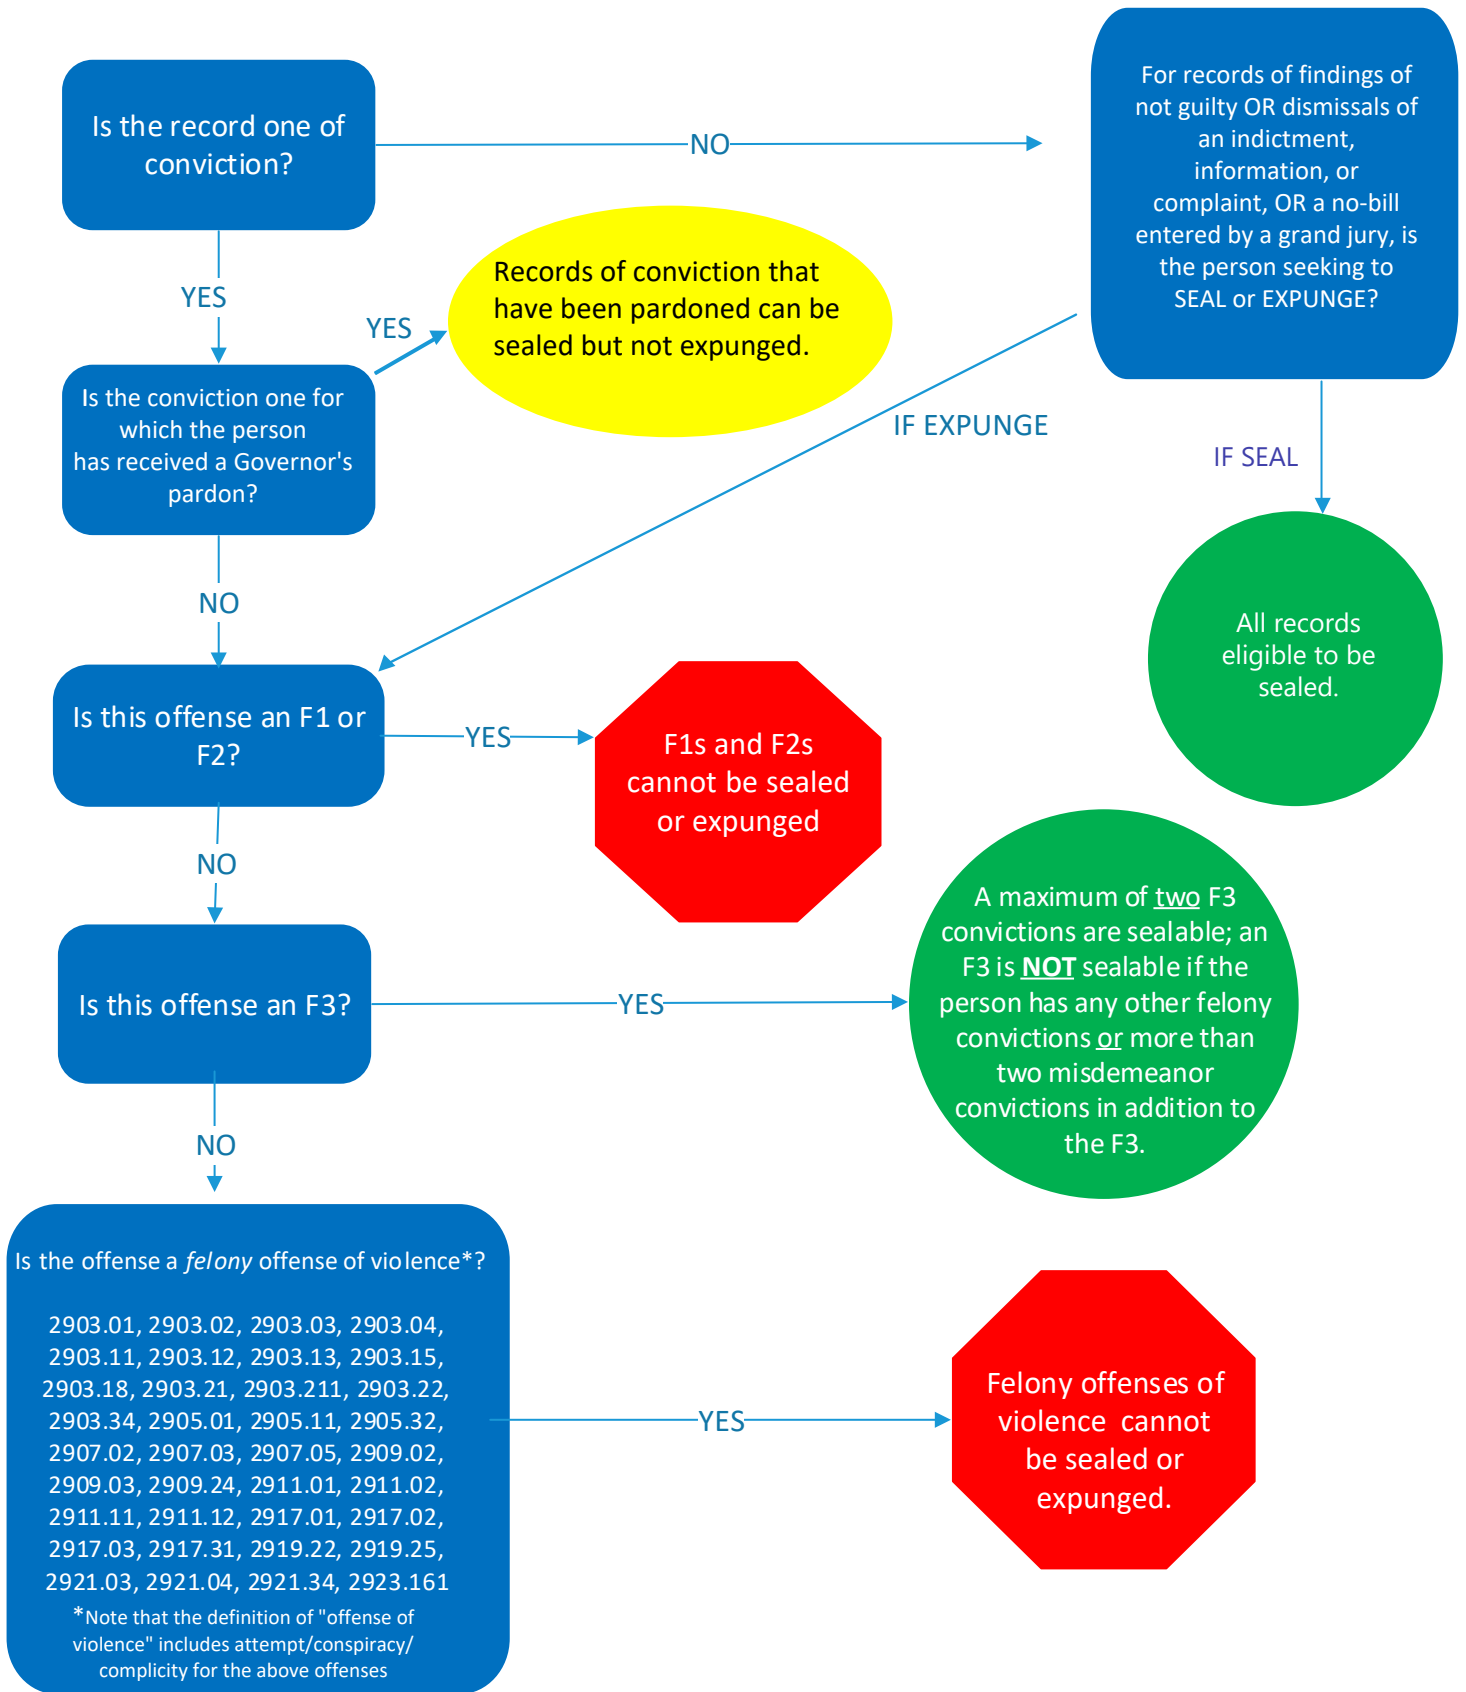 Is the record one of
conviction?
NO
For records of findings of
not guilty OR dismissals of
an indictment,
information, or
complaint, OR a no-bill
entered by a grand jury, is
the person seeking to
SEAL or EXPUNGE?
YES
YES
Records of conviction that
have been pardoned can be
sealed but not expunged.
Is the conviction one for
which the person
has received a Governor's
pardon?
IF EXPUNGE
IF SEAL
NO
All records
eligible to be
sealed.
Is this offense an F1 or
F2?
YES
F1s and F2s
cannot be sealed
or expunged
NO
Is this offense an F3?
YES
A maximum of two F3
convictions are sealable; an
F3 is NOT sealable if the
person has any other felony
convictions or more than
two misdemeanor
convictions in addition to
the F3.
NO
Is the offense a felony offense of violence*?
2903.01, 2903.02, 2903.03, 2903.04,
2903.11, 2903.12, 2903.13, 2903.15,
2903.18, 2903.21, 2903.211, 2903.22,
2903.34, 2905.01, 2905.11, 2905.32,
2907.02, 2907.03, 2907.05, 2909.02,
2909.03, 2909.24, 2911.01, 2911.02,
2911.11, 2911.12, 2917.01, 2917.02,
2917.03, 2917.31, 2919.22, 2919.25,
2921.03, 2921.04, 2921.34, 2923.161
*Note that the definition of "offense of
violence" includes attempt/conspiracy/
complicity for the above offenses
YES
Felony offenses of
violence cannot
be sealed or
expunged.